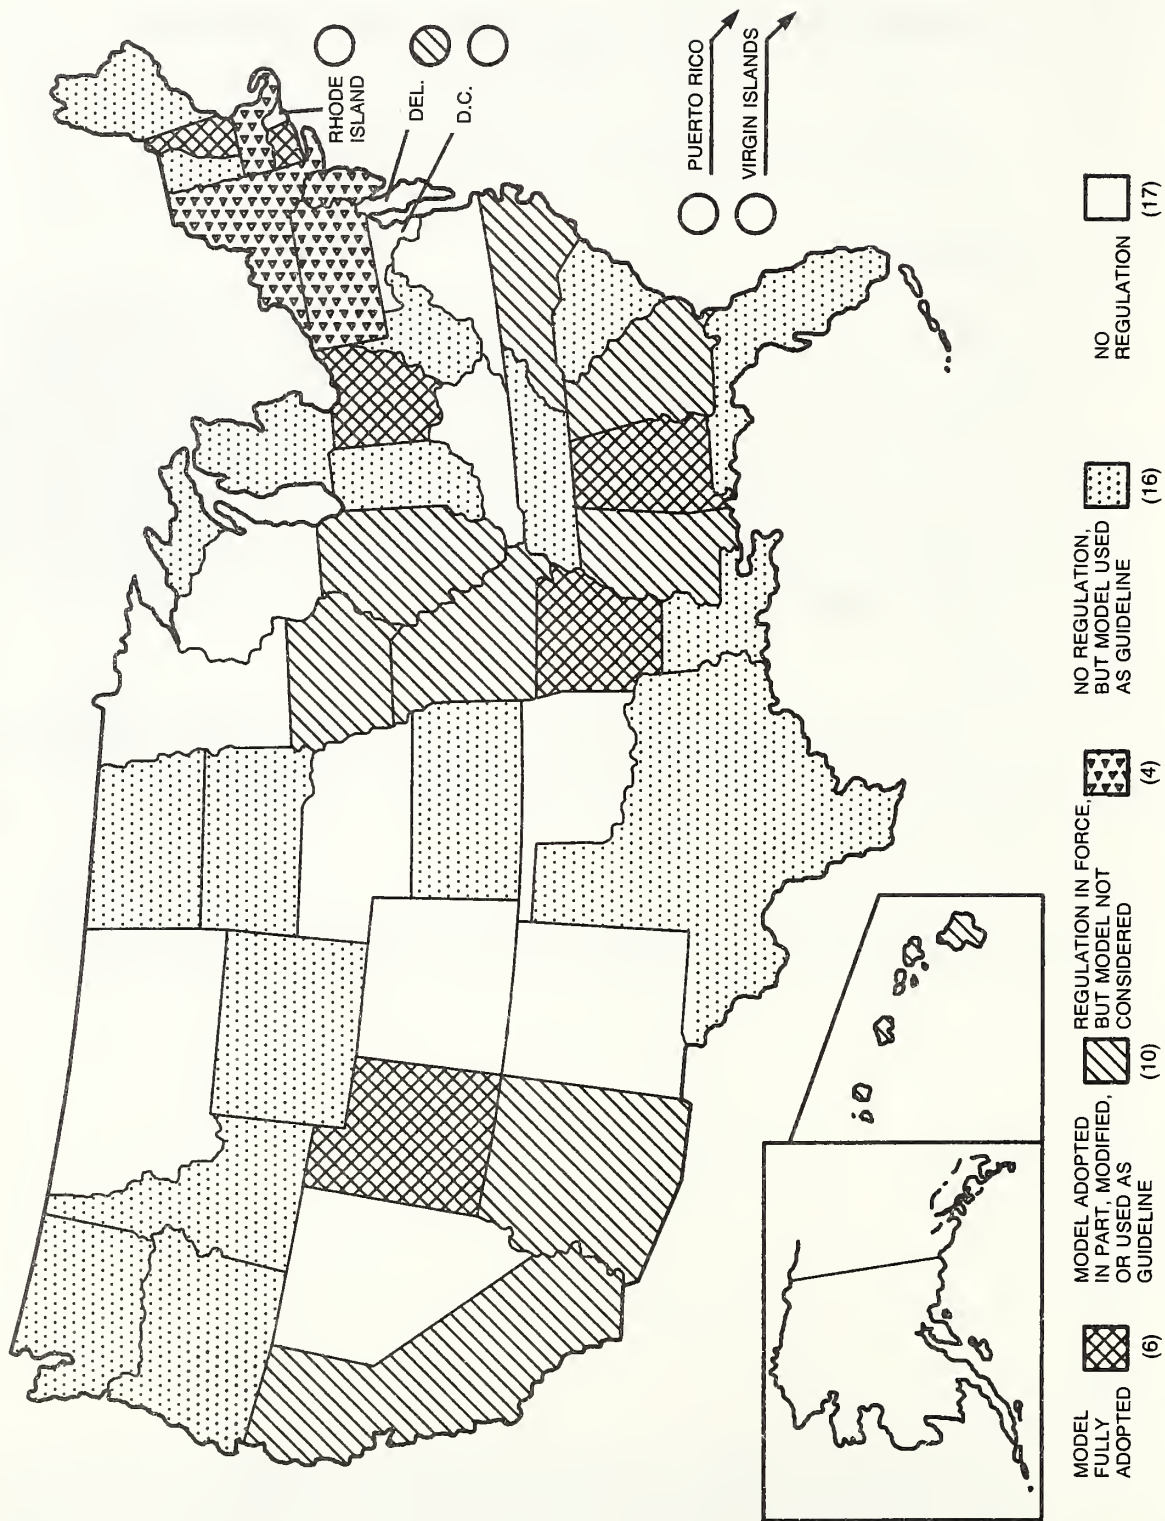 RHODE
ISLAND
DEL.
D.C.
PUERTO RICO
VIRGIN ISLANDS
MODEL
FULLY
ADOPTED
(6)
MODEL ADOPTED
IN PART, MODIFIED,
OR USED AS
GUIDELINE
(10)
REGULATION IN FORCE,
BUT MODEL NOT
CONSIDERED
(4)
NO REGULATION,
BUT MODEL USED
AS GUIDELINE
(16)
NO
REGULATION
(17)